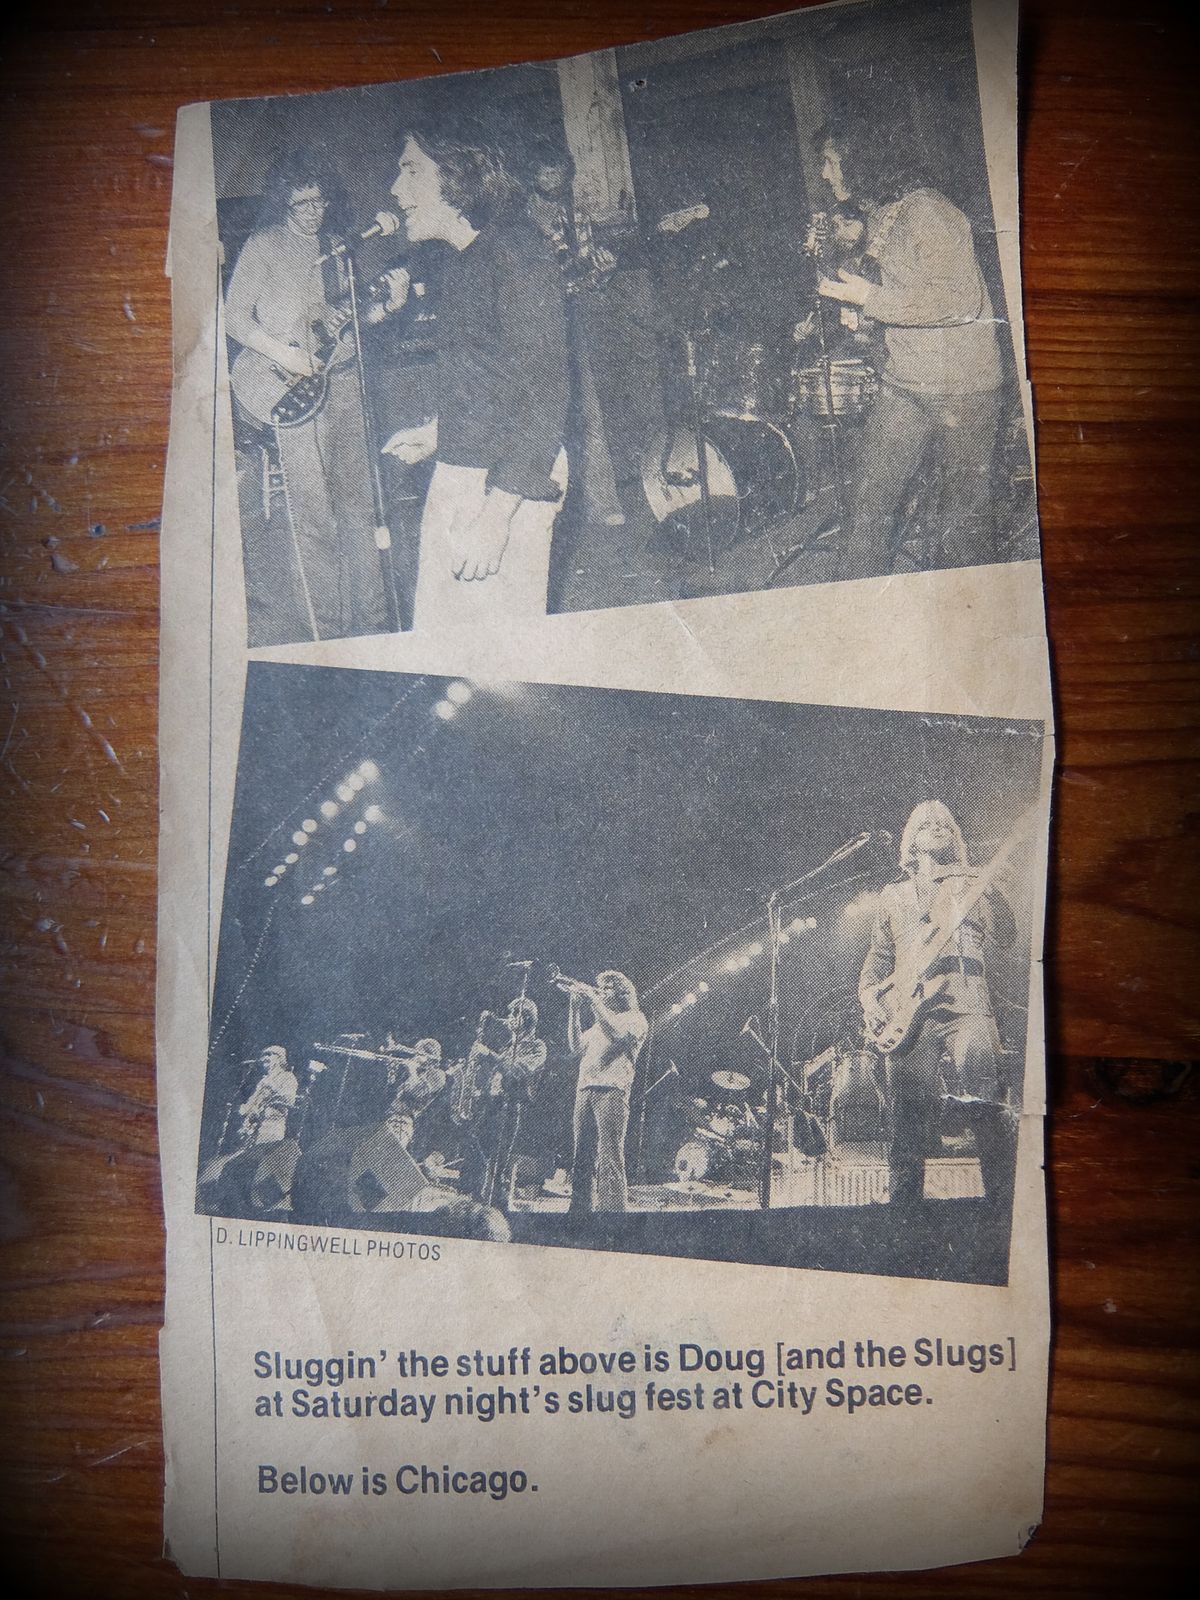 D. LIPPINGWELL PHOTOS
Sluggin' the stuff above is Doug [and the Slugs]
at Saturday night's slug fest at City Space.
Below is Chicago.